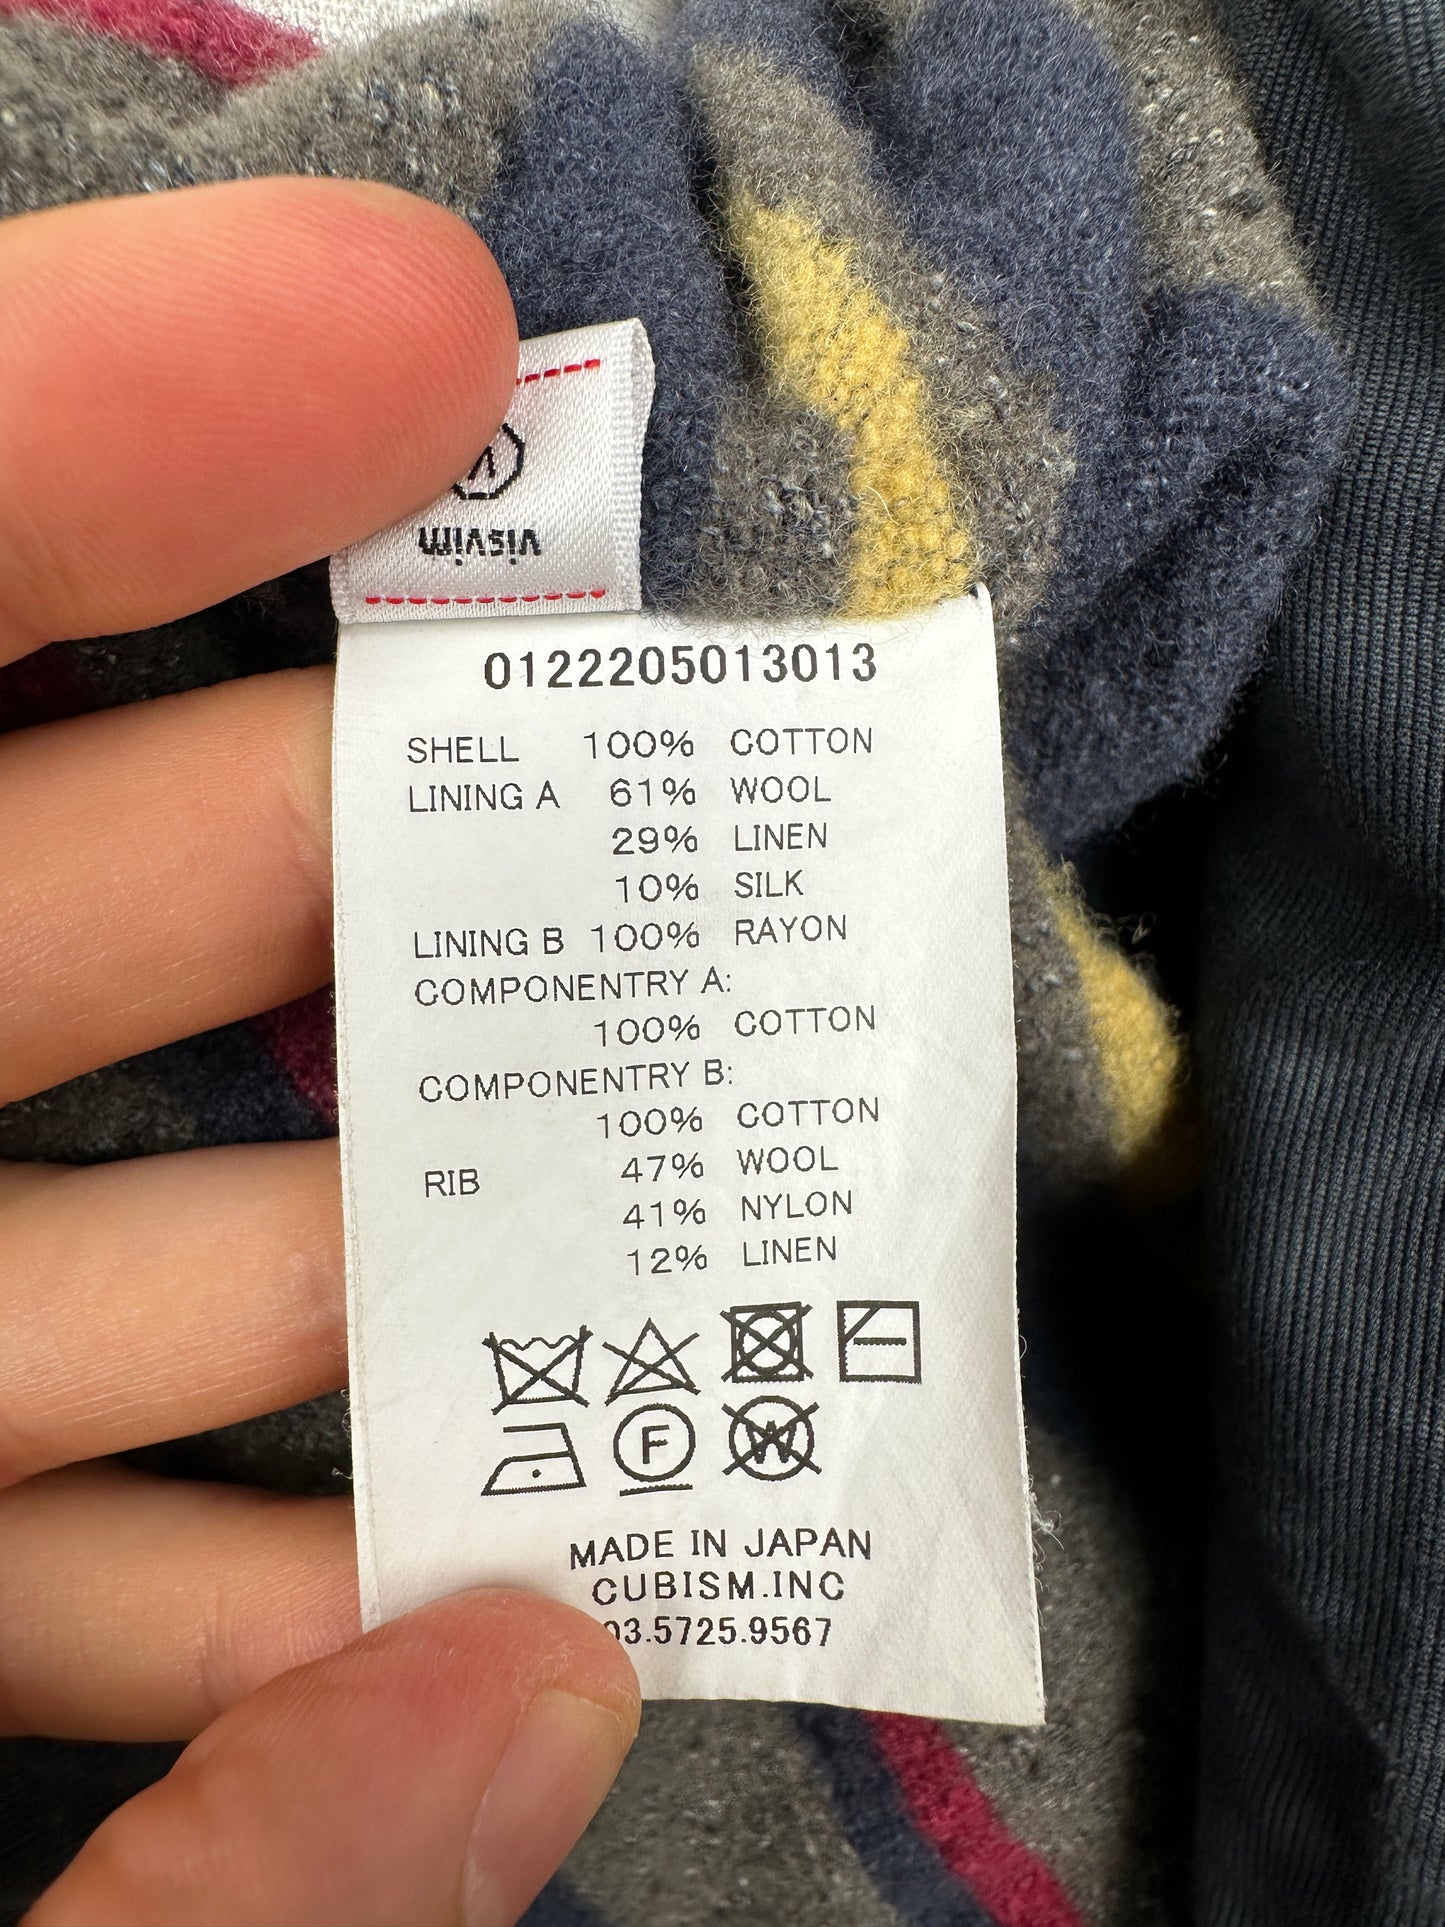 visvim
0122205013013
SHELL 100% COTTON
LINING A 61% WOOL
29% LINEN
10% SILK
LINING B 100% RAYON
COMPONENTRY A:
100% COTTON
COMPONENTRY B:
100% COTTON
RIB 47% WOOL
41% NYLON
12% LINEN
F W
MADE IN JAPAN
CUBISM.INC
03.5725.9567